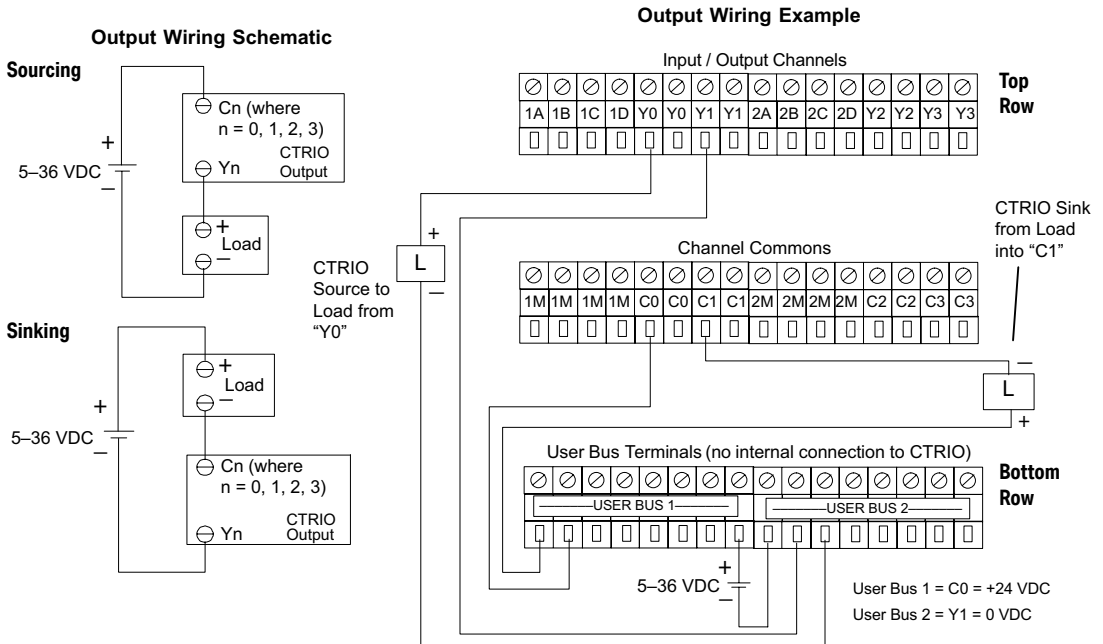 Output Wiring Schematic
Sourcing
+
5–36 VDC
–
Cn (where
n = 0, 1, 2, 3)
CTRIO
Output
Yn
+
Load
–
Sinking
+
5–36 VDC
–
+
Load
–
Cn (where
n = 0, 1, 2, 3)
CTRIO
Output
Yn
Output Wiring Example
Input / Output Channels
Top
Row
1A 1B 1C 1D Y0 Y0 Y1 Y1 2A 2B 2C 2D Y2 Y2 Y3 Y3
+
L
–
CTRIO
Source to
Load from
“Y0”
CTRIO Sink
from Load
into “C1”
Channel Commons
1M 1M 1M 1M C0 C0 C1 C1 2M 2M 2M 2M C2 C2 C3 C3
–
L
+
User Bus Terminals (no internal connection to CTRIO)
Bottom
Row
USER BUS 1 USER BUS 2
+
5–36 VDC
–
User Bus 1 = C0 = +24 VDC
User Bus 2 = Y1 = 0 VDC